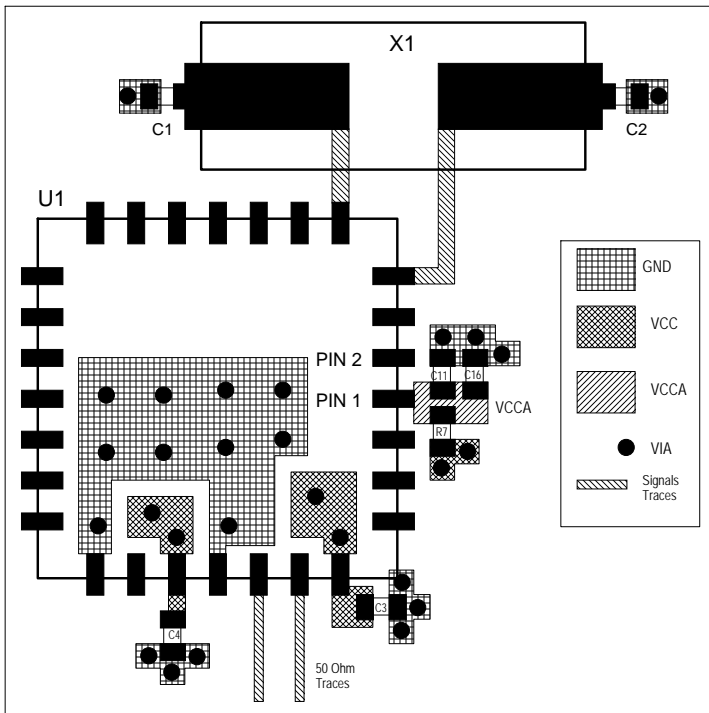 X1
C1
C2
U1
GND
VCC
VCCA
VIA
Signals
Traces
PIN 2
PIN 1
C11
C16
VCCA
R7
C3
C4
50 Ohm
Traces